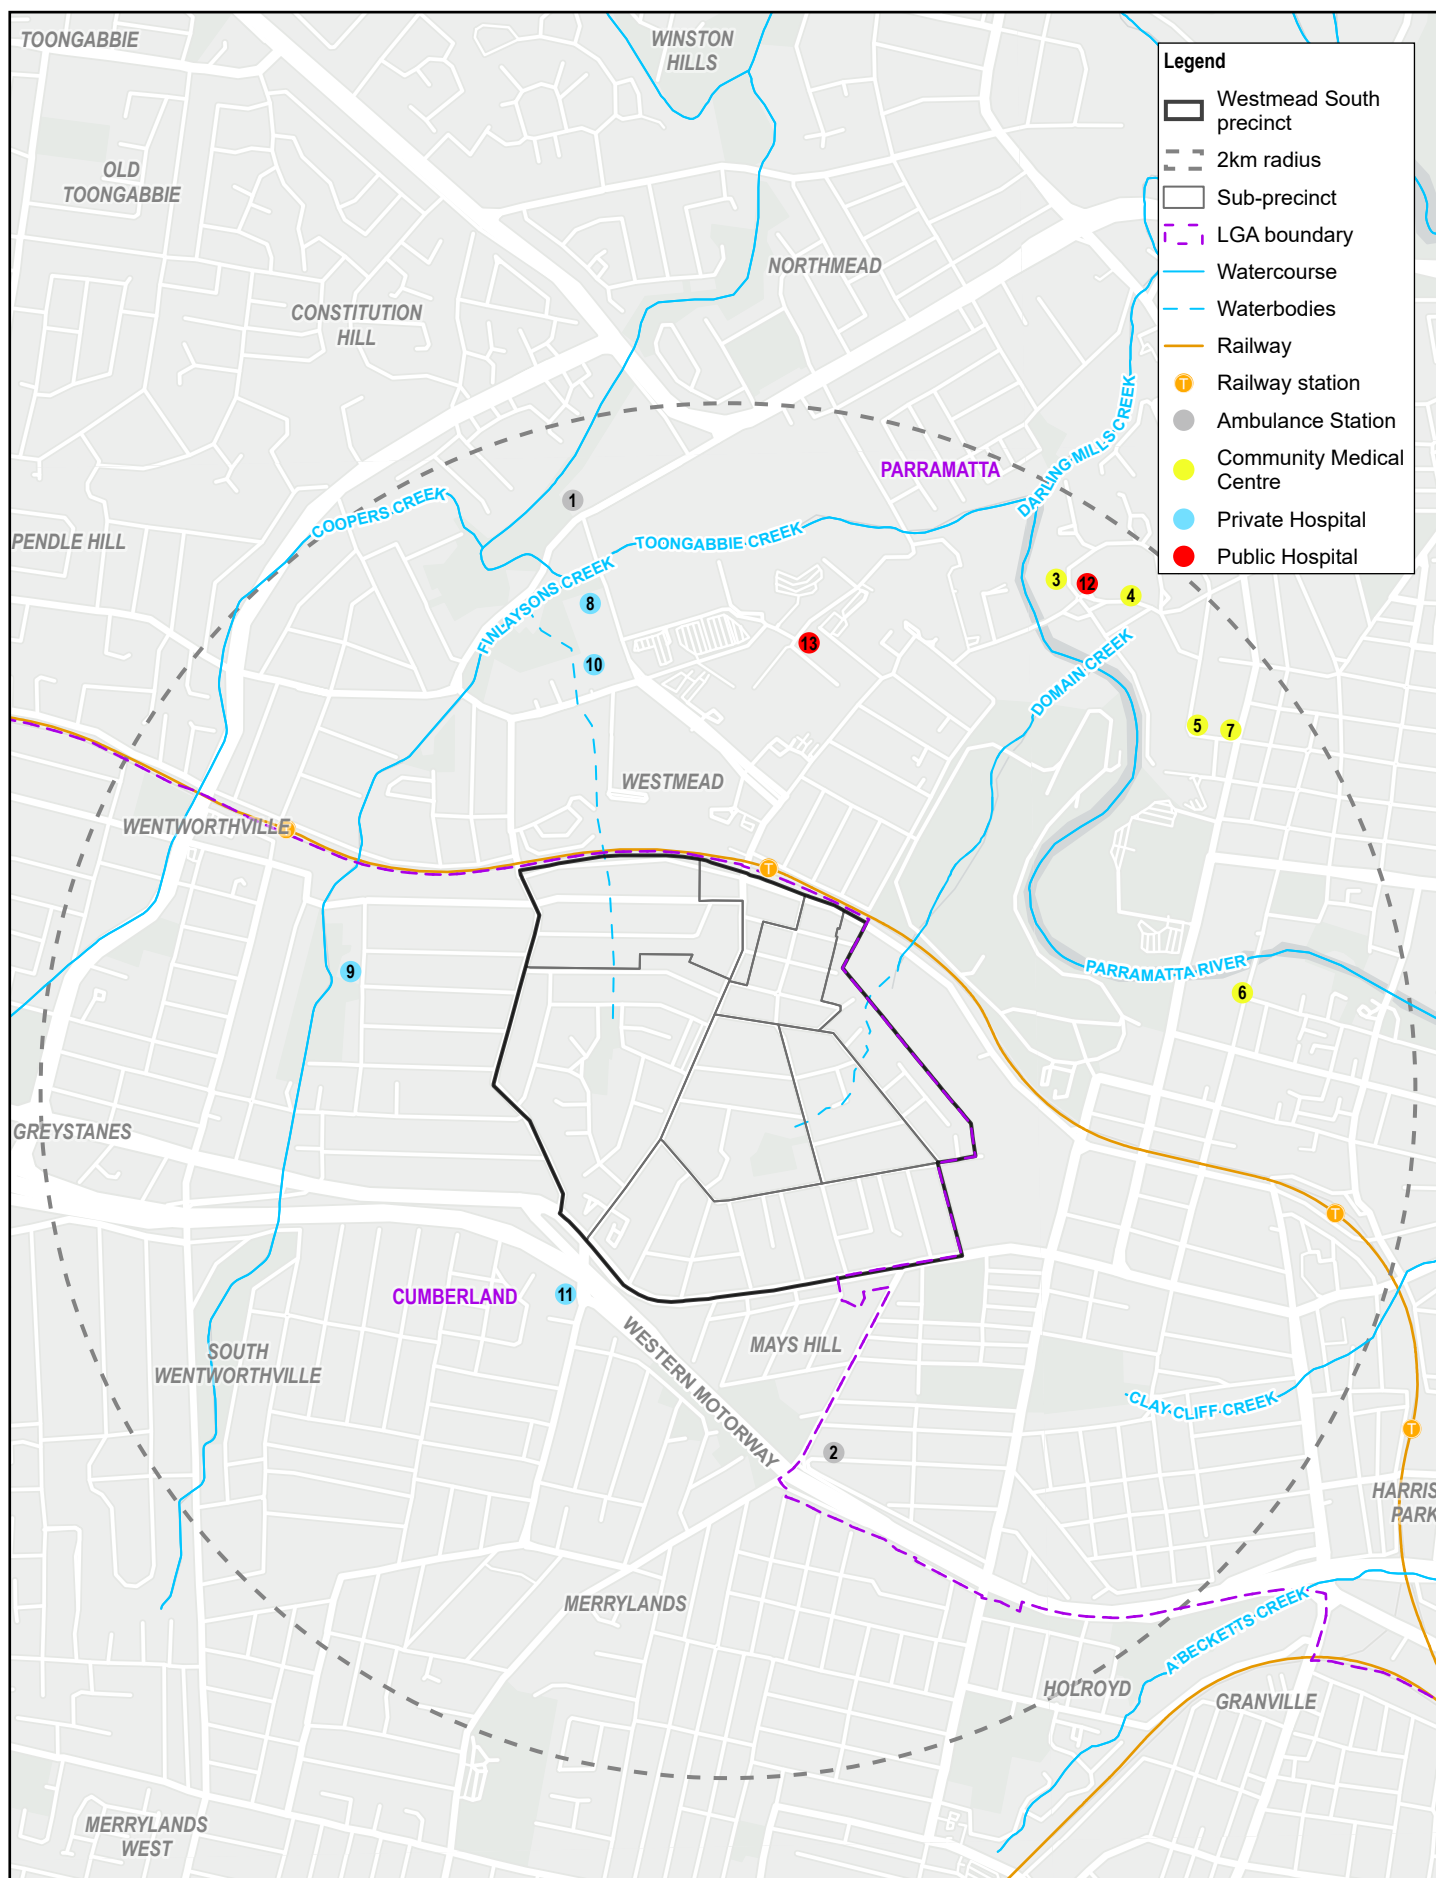 TOONGABBIE
WINSTON
HILLS
OLD
TOONGABBIE
NORTHMEAD
CONSTITUTION
HILL
Legend
Westmead South
precinct
2km radius
Sub-precinct
LGA boundary
Watercourse
Waterbodies
Railway
T
Railway station
Ambulance Station
Community Medical
Centre
Private Hospital
Public Hospital
DARLING MILLS CREEK
PARRAMATTA
1
COOPERS CREEK
PENDLE HILL
TOONGABBIE CREEK
FINLAYSONS CREEK
3
12
4
8
13
10
DOMAIN CREEK
5
7
WESTMEAD
WENTWORTHVILLE
T
9
PARRAMATTA RIVER
6
GREYSTANES
T
CUMBERLAND
11
WESTERN MOTORWAY
MAYS HILL
SOUTH
WENTWORTHVILLE
CLAY CLIFF CREEK
T
2
HARRIS
PARK
MERRYLANDS
A'BECKETTS CREEK
HOLROYD
GRANVILLE
MERRYLANDS
WEST